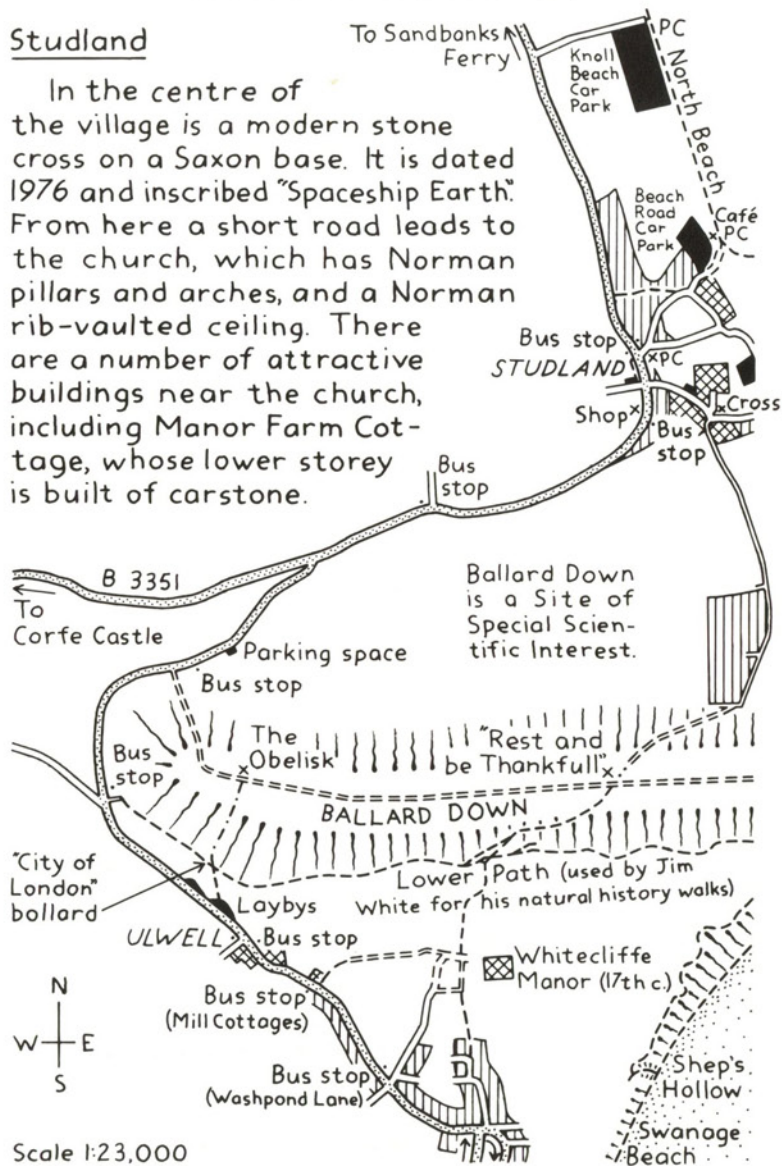 Studland
In the centre of
the village is a modern stone
cross on a Saxon base. It is dated
1976 and inscribed "Spaceship Earth".
From here a short road leads to
the church, which has Norman
pillars and arches, and a Norman
rib-vaulted ceiling. There
are a number of attractive
buildings near the church,
including Manor Farm Cot-
tage, whose lower storey
is built of carstone.
To Sandbanks
Ferry
PC
Knoll
Beach
Car
Park
North Beach
Beach
Road
Car
Park
Café
PC
Bus stop
PC
STUDLAND
Cross
Shop
Bus
stop
Bus
stop
B 3351
To
Corfe Castle
Ballard Down
is a Site of
Special Scien-
tific Interest.
Parking space
Bus stop
The
Obelisk
"Rest and
be Thankfull"
Bus
stop
BALLARD DOWN
"City of
London"
bollard
Lower Path (used by Jim
White for his natural history walks)
Laybys
ULWELL
Bus stop
Whitecliffe
Manor (17th c.)
Bus stop
(Mill Cottages)
N
W E
S
Bus stop
(Washpond Lane)
Shep's
Hollow
Swanage
Beach
Scale 1:23,000